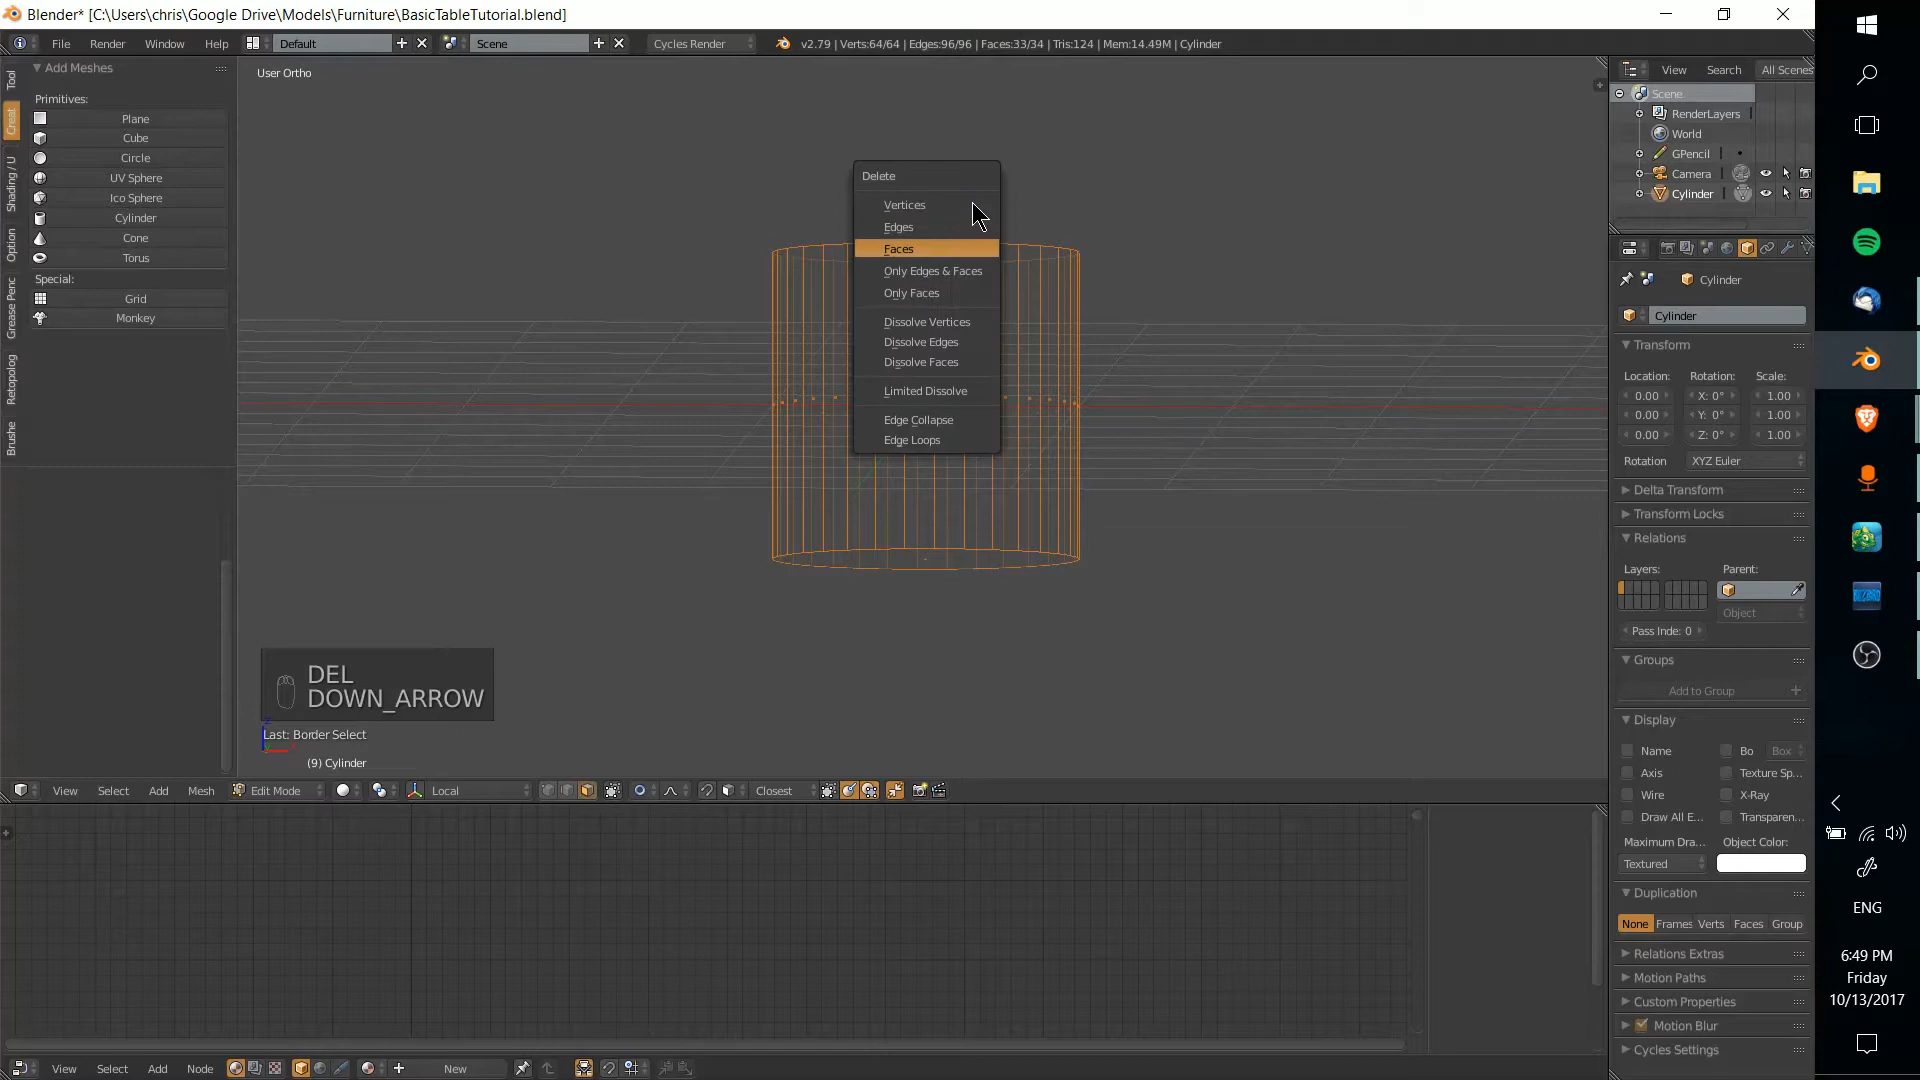 Blender* [C:\Users\chris\Google Drive\Models\Furniture\BasicTableTutorial.blend]
File Render Window Help Default Scene Cycles Render v2.79 | Verts:64/64 | Edges:96/96 | Faces:33/34 | Tris:124 | Mem:14.49M | Cylinder
Tool
Creat
Shading / U
Option
Grease Penc
Retopolog
Brushe
Add Meshes
Primitives:
Plane
Cube
Circle
UV Sphere
Ico Sphere
Cylinder
Cone
Torus
Special:
Grid
Monkey
User Ortho
Delete
Vertices
Edges
Faces
Only Edges & Faces
Only Faces
Dissolve Vertices
Dissolve Edges
Dissolve Faces
Limited Dissolve
Edge Collapse
Edge Loops
DEL
DOWN_ARROW
Last: Border Select
(9) Cylinder
View Select Add Mesh Edit Mode Local Closest
View Select Add Node New
View Search All Scenes
Scene
RenderLayers
World
GPencil
Camera
Cylinder
Cylinder
Cylinder
Transform
Location: Rotation: Scale:
0.00 X: 0° 1.00
0.00 Y: 0° 1.00
0.00 Z: 0° 1.00
Rotation XYZ Euler
Delta Transform
Transform Locks
Relations
Layers: Parent:
Object
Pass Inde: 0
Groups
Add to Group
Display
Name Bo Box
Axis Texture Sp...
Wire X-Ray
Draw All E... Transparen...
Maximum Dra... Object Color:
Textured
Duplication
None Frames Verts Faces Group
Relations Extras
Motion Paths
Custom Properties
Motion Blur
Cycles Settings
ENG
6:49 PM
Friday
10/13/2017